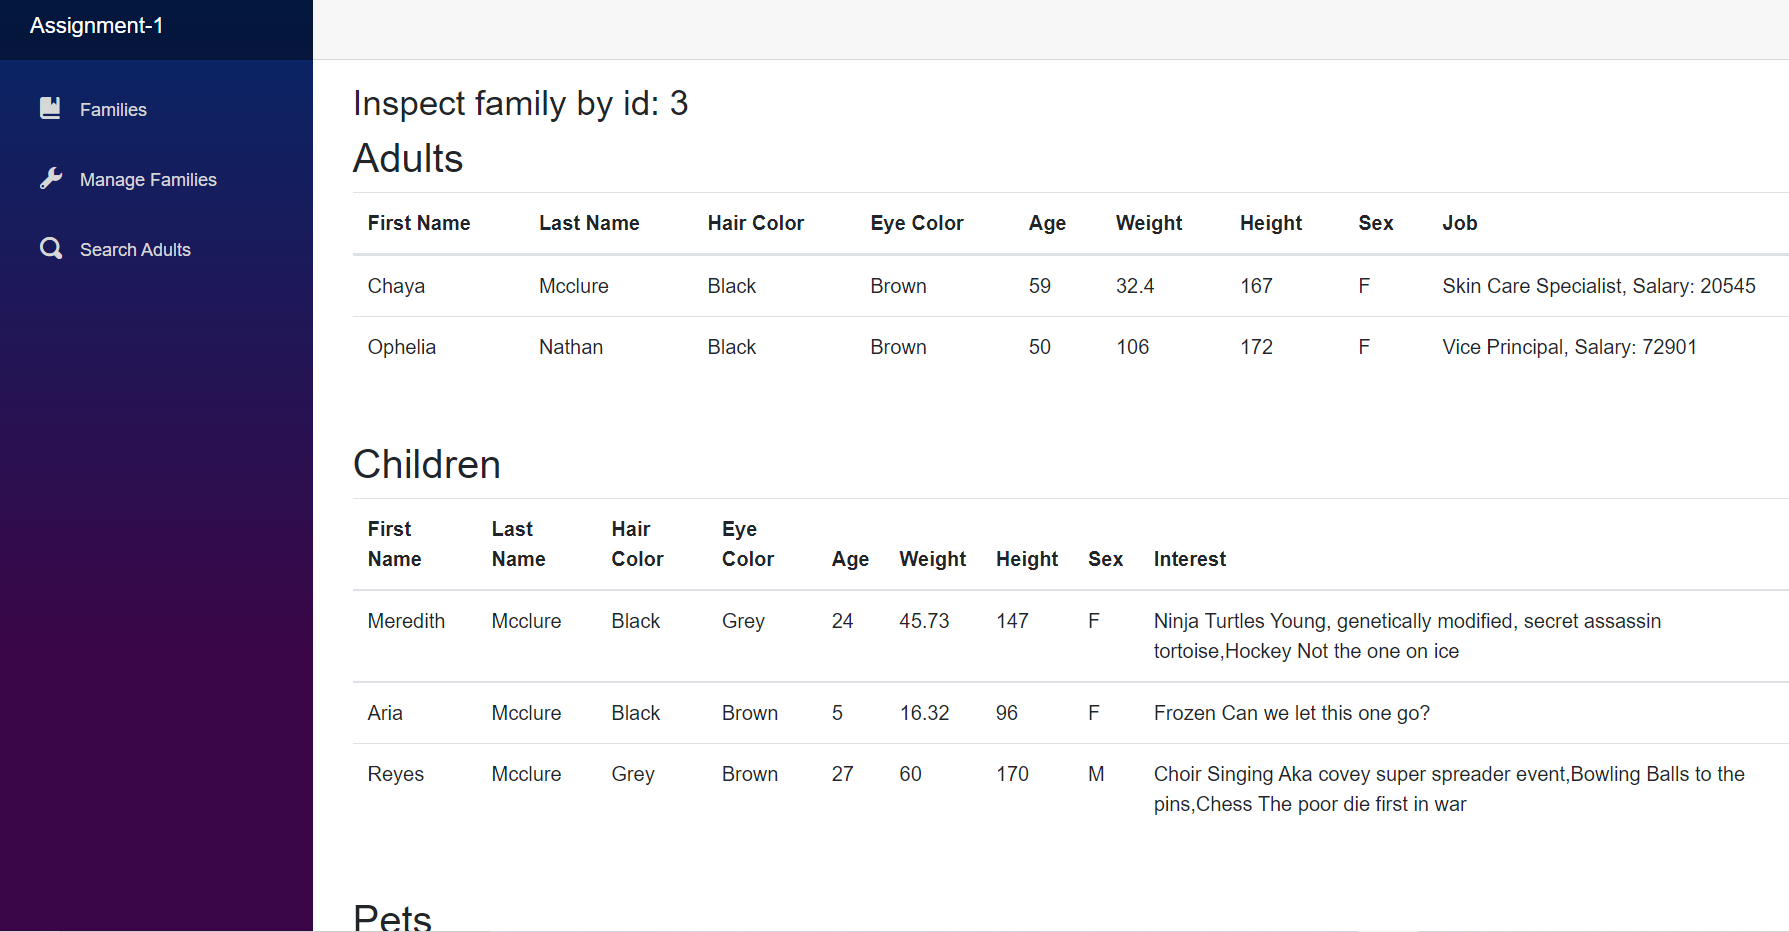 Assignment-1
Families
Manage Families
Search Adults
Inspect family by id: 3
Adults
First Name Last Name Hair Color Eye Color Age Weight Height Sex Job
Chaya Mcclure Black Brown 59 32.4 167 F Skin Care Specialist, Salary: 20545
Ophelia Nathan Black Brown 50 106 172 F Vice Principal, Salary: 72901
Children
First Last Hair Eye
Name Name Color Color Age Weight Height Sex Interest
Meredith Mcclure Black Grey 24 45.73 147 F Ninja Turtles Young, genetically modified, secret assassin
tortoise,Hockey Not the one on ice
Aria Mcclure Black Brown 5 16.32 96 F Frozen Can we let this one go?
Reyes Mcclure Grey Brown 27 60 170 M Choir Singing Aka covey super spreader event,Bowling Balls to the
pins,Chess The poor die first in war
Pets